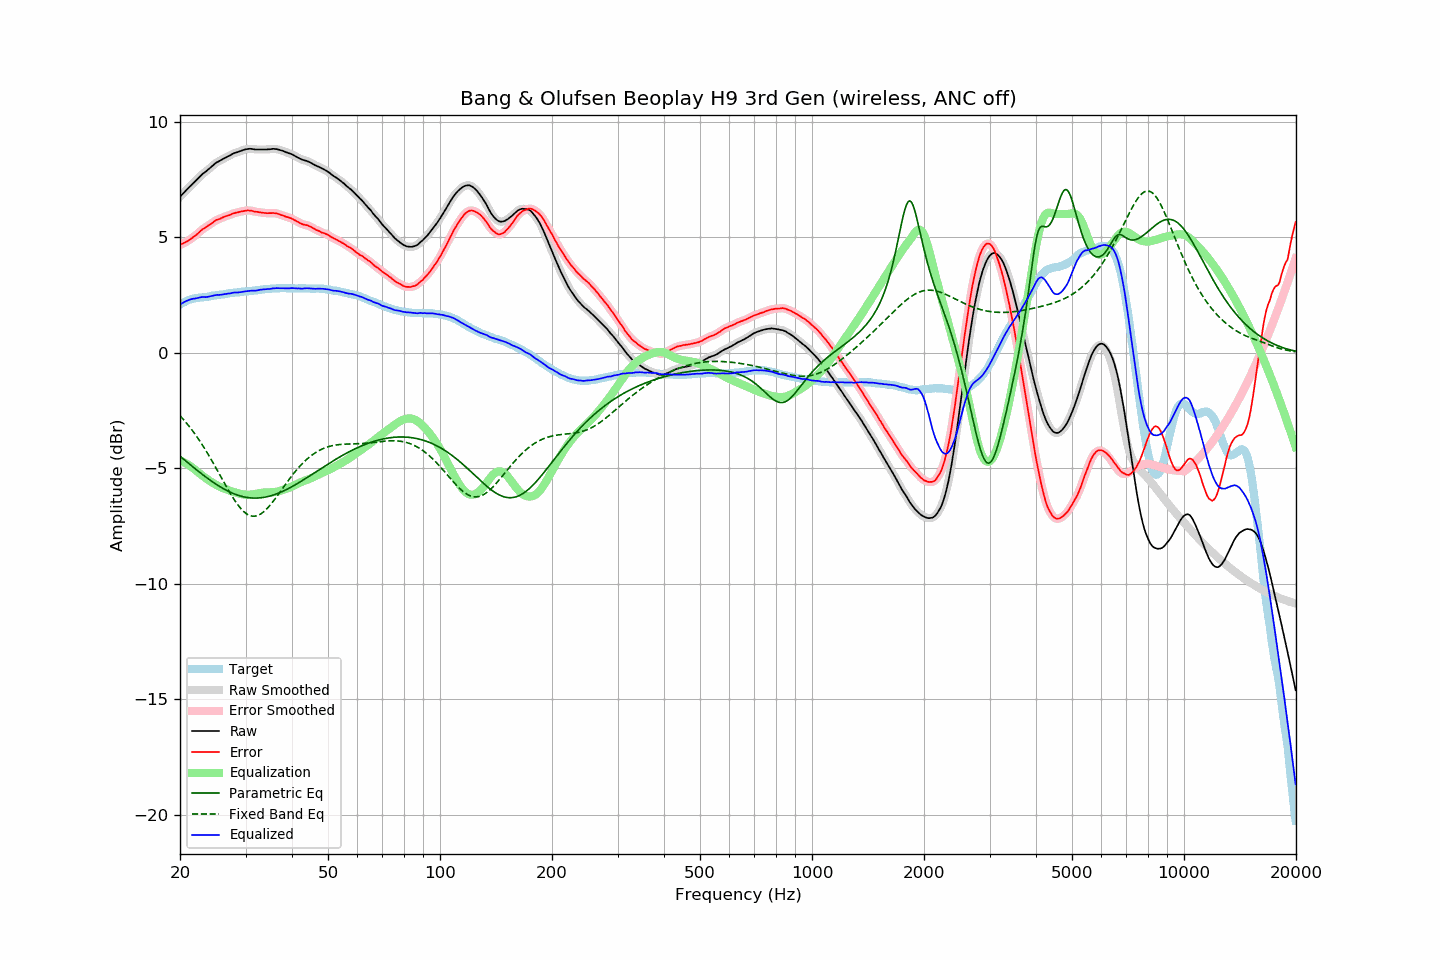 Bang & Olufsen Beoplay H9 3rd Gen (wireless, ANC off)
10
5
0
−5
−10
−15
−20
Amplitude (dBr)
Target
Raw Smoothed
Error Smoothed
Raw
Error
Equalization
Parametric Eq
Fixed Band Eq
Equalized
20 50 100 200 500 1000 2000 5000 10000 20000
Frequency (Hz)